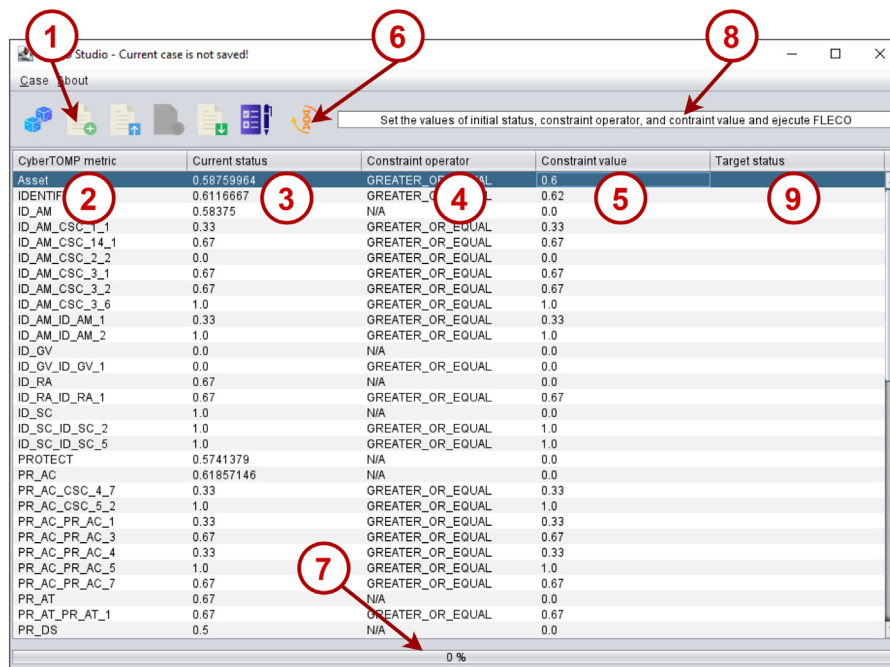 1
6
8
Studio - Current case is not saved!
Case About
Set the values of initial status, constraint operator, and contraint value and ejecute FLECO
CyberTOMP metric Current status Constraint operator Constraint value Target status
Asset 0.58759964 GREATER_OR_EQUAL 0.6
2 3 4 5 9
0.6116667 0.62
ID_AM 0.58375 N/A 0.0
ID_AM_CSC_1_1 0.33 GREATER_OR_EQUAL 0.33
ID_AM_CSC_14_1 0.67 GREATER_OR_EQUAL 0.67
ID_AM_CSC_2_2 0.0 GREATER_OR_EQUAL 0.0
ID_AM_CSC_3_1 0.67 GREATER_OR_EQUAL 0.67
ID_AM_CSC_3_2 0.67 GREATER_OR_EQUAL 0.67
ID_AM_CSC_3_6 1.0 GREATER_OR_EQUAL 1.0
ID_AM_ID_AM_1 0.33 GREATER_OR_EQUAL 0.33
ID_AM_ID_AM_2 1.0 GREATER_OR_EQUAL 1.0
ID_GV 0.0 N/A 0.0
ID_GV_ID_GV_1 0.0 GREATER_OR_EQUAL 0.0
ID_RA 0.67 N/A 0.0
ID_RA_ID_RA_1 0.67 GREATER_OR_EQUAL 0.67
ID_SC 1.0 N/A 0.0
ID_SC_ID_SC_2 1.0 GREATER_OR_EQUAL 1.0
ID_SC_ID_SC_5 1.0 GREATER_OR_EQUAL 1.0
PROTECT 0.5741379 N/A 0.0
PR_AC 0.61857146 N/A 0.0
PR_AC_CSC_4_7 0.33 GREATER_OR_EQUAL 0.33
PR_AC_CSC_5_2 1.0 GREATER_OR_EQUAL 1.0
PR_AC_PR_AC_1 0.33 GREATER_OR_EQUAL 0.33
PR_AC_PR_AC_3 0.67 GREATER_OR_EQUAL 0.67
PR_AC_PR_AC_4 0.33 GREATER_OR_EQUAL 0.33
PR_AC_PR_AC_5 1.0 GREATER_OR_EQUAL 1.0
7
PR_AC_PR_AC_7 0.67 GREATER_OR_EQUAL 0.67
PR_AT 0.67 N/A 0.0
PR_AT_PR_AT_1 0.67 GREATER_OR_EQUAL 0.67
PR_DS 0.5 N/A 0.0
0 %